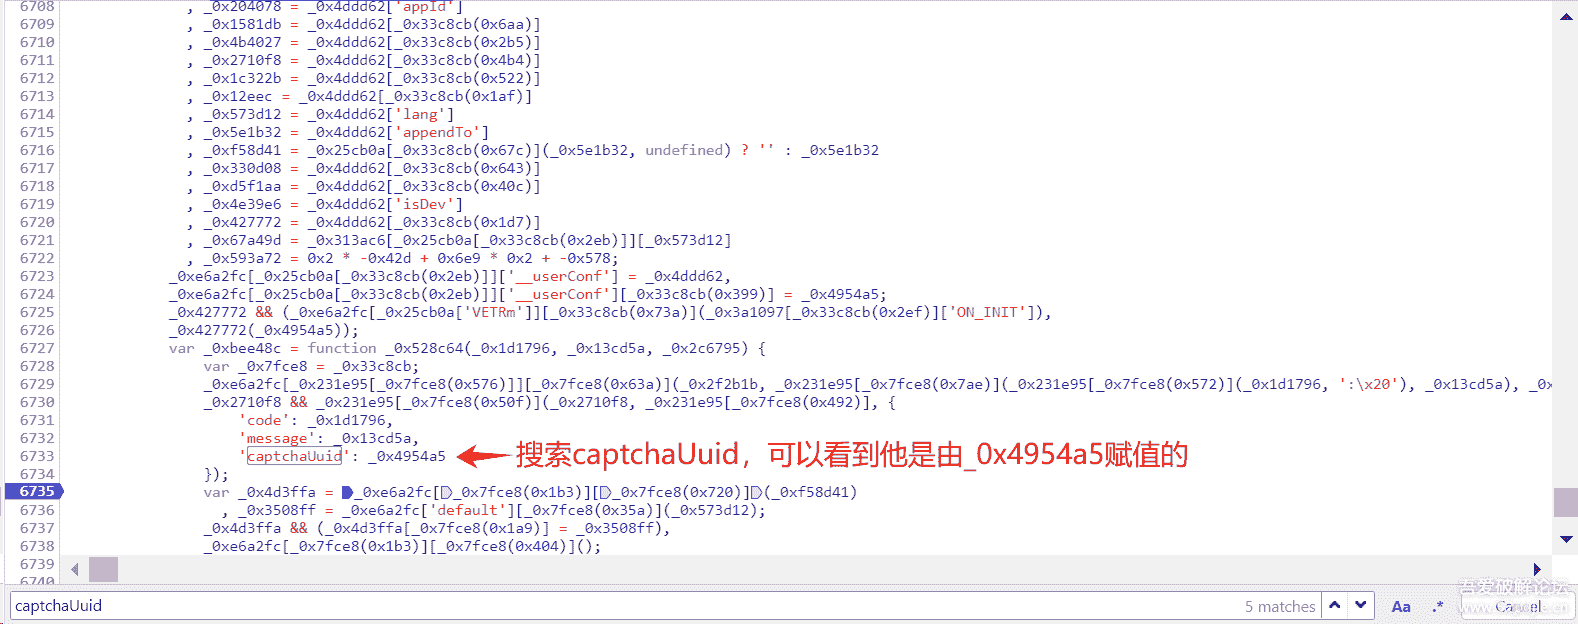 6708 , _0x204078 = _0x4ddd62['appId']
6709 , _0x1581db = _0x4ddd62[_0x33c8cb(0x6aa)]
6710 , _0x4b4027 = _0x4ddd62[_0x33c8cb(0x2b5)]
6711 , _0x2710f8 = _0x4ddd62[_0x33c8cb(0x4b4)]
6712 , _0x1c322b = _0x4ddd62[_0x33c8cb(0x522)]
6713 , _0x12eec = _0x4ddd62[_0x33c8cb(0x1af)]
6714 , _0x573d12 = _0x4ddd62['lang']
6715 , _0x5e1b32 = _0x4ddd62['appendTo']
6716 , _0xf58d41 = _0x25cb0a[_0x33c8cb(0x67c)](_0x5e1b32, undefined) ? '' : _0x5e1b32
6717 , _0x330d08 = _0x4ddd62[_0x33c8cb(0x643)]
6718 , _0xd5f1aa = _0x4ddd62[_0x33c8cb(0x40c)]
6719 , _0x4e39e6 = _0x4ddd62['isDev']
6720 , _0x427772 = _0x4ddd62[_0x33c8cb(0x1d7)]
6721 , _0x67a49d = _0x313ac6[_0x25cb0a[_0x33c8cb(0x2eb)]][_0x573d12]
6722 , _0x593a72 = 0x2 * -0x42d + 0x6e9 * 0x2 + -0x578;
6723 _0xe6a2fc[_0x25cb0a[_0x33c8cb(0x2eb)]]['__userConf'] = _0x4ddd62,
6724 _0xe6a2fc[_0x25cb0a[_0x33c8cb(0x2eb)]]['__userConf'][_0x33c8cb(0x399)] = _0x4954a5;
6725 _0x427772 && (_0xe6a2fc[_0x25cb0a['VETRm']][_0x33c8cb(0x73a)](_0x3a1097[_0x33c8cb(0x2ef)]['ON_INIT']),
6726 _0x427772(_0x4954a5));
6727 var _0xbee48c = function _0x528c64(_0x1d1796, _0x13cd5a, _0x2c6795) {
6728 var _0x7fce8 = _0x33c8cb;
6729 _0xe6a2fc[_0x231e95[_0x7fce8(0x576)]][_0x7fce8(0x63a)](_0x2f2b1b, _0x231e95[_0x7fce8(0x7ae)](_0x231e95[_0x7fce8(0x572)](_0x1d1796, ':\x20'), _0x13cd5a), _0x
6730 _0x2710f8 && _0x231e95[_0x7fce8(0x50f)](_0x2710f8, _0x231e95[_0x7fce8(0x492)], {
6731 'code': _0x1d1796,
6732 'message': _0x13cd5a,
6733 'captchaUuid': _0x4954a5 搜索captchaUuid，可以看到他是由_0x4954a5赋值的
6734 });
6735 var _0x4d3ffa = _0xe6a2fc[_0x7fce8(0x1b3)][_0x7fce8(0x720)](_0xf58d41)
6736 , _0x3508ff = _0xe6a2fc['default'][_0x7fce8(0x35a)](_0x573d12);
6737 _0x4d3ffa && (_0x4d3ffa[_0x7fce8(0x1a9)] = _0x3508ff),
6738 _0xe6a2fc[_0x7fce8(0x1b3)][_0x7fce8(0x404)]();
6739
6740
吾爱破解论坛
captchaUuid 5 matches Aa .* Cancel